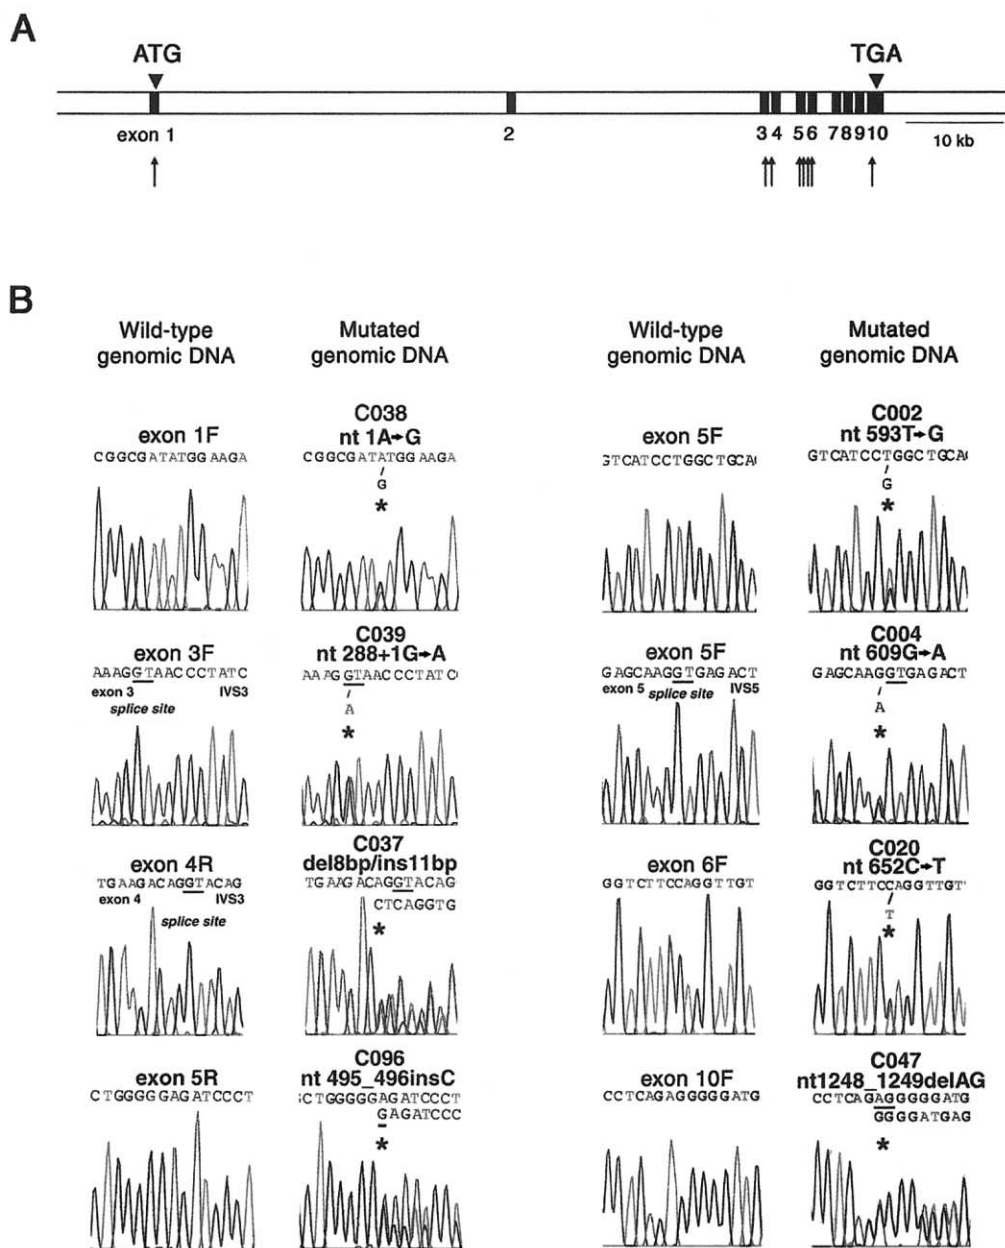 A
ATG TGA
exon 1 2 3 4 5 6 7 8 9 10 10 kb
B
Wild-type genomic DNA
Mutated genomic DNA
Wild-type genomic DNA
Mutated genomic DNA
exon 1F
CGGCGATATGGAAGA
C038
nt 1A→G
CGGCGATATGGAAGA
G
*
exon 5F
GTCATCCTGGCTGCA
C002
nt 593T→G
GTCATCCTGGCTGCA
G
*
exon 3F
AAAGGTAACCCTATC
exon 3 IVS3
splice site
C039
nt 288+1G→A
AAAGGTAACCCTATC
A
*
exon 5F
GAGCAAGGTGAGACT
exon 5 splice site IVS5
C004
nt 609G→A
GAGCAAGGTGAGACT
A
*
exon 4R
TGAAGACAGGTACAG
exon 4 IVS3
splice site
C037
del8bp/ins11bp
TGAAGACAGGTACAG
CTCAGGTG
*
exon 6F
GGTCTTCCAGGTTGT
C020
nt 652C→T
GGTCTTCCAGGTTGT
T
*
exon 5R
CTGGGGGAGATCCCT
C096
nt 495_496insC
CTGGGGGAGATCCCT
GAGATCCC
*
exon 10F
CCTCAGAGGGGGATG
C047
nt1248_1249delAG
CCTCAGAGGGGGATG
GGGGATGAG
*